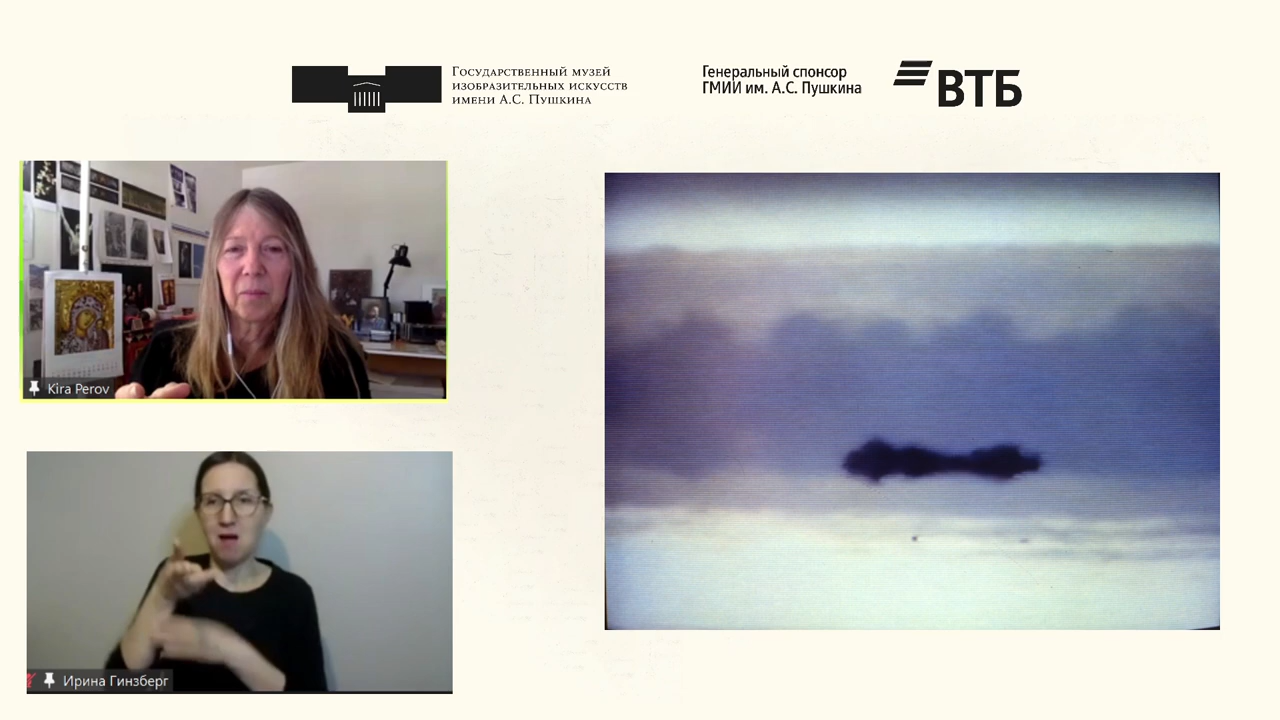 Государственный музей
изобразительных искусств
имени А.С. Пушкина
Генеральный спонсор
ГМИИ им. А.С. Пушкина
ВТБ
Kira Perov
Ирина Гинзберг